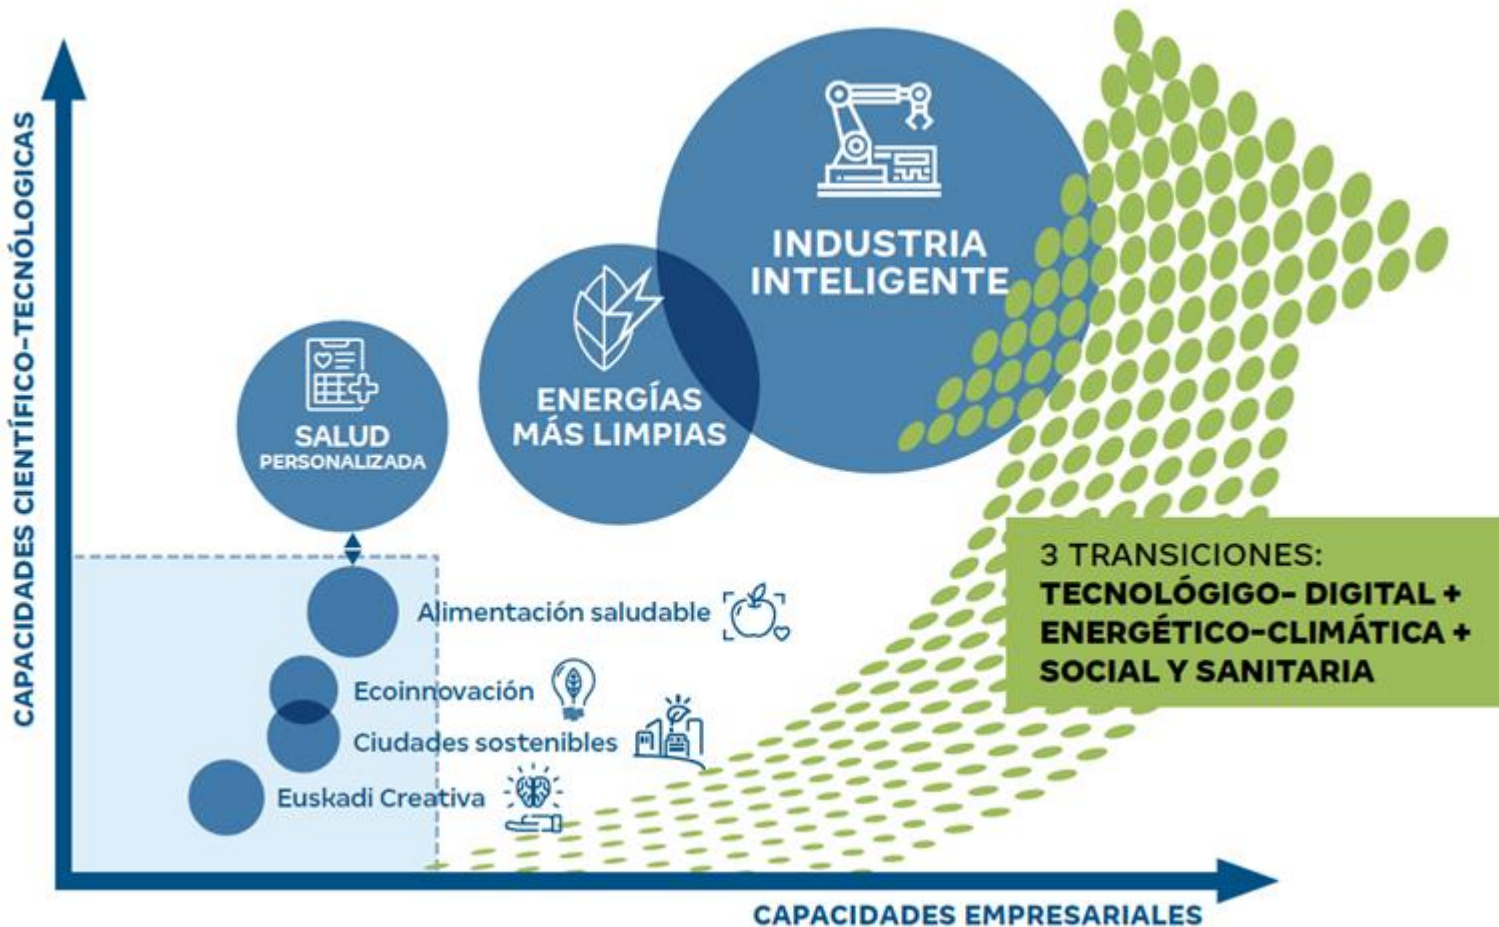 CAPACIDADES CIENTÍFICO-TECNÓLOGICAS
INDUSTRIA
INTELIGENTE
ENERGÍAS
MÁS LIMPIAS
SALUD
PERSONALIZADA
3 TRANSICIONES:
TECNOLÓGIGO- DIGITAL +
ENERGÉTICO-CLIMÁTICA +
SOCIAL Y SANITARIA
Alimentación saludable
Ecoinnovación
Ciudades sostenibles
Euskadi Creativa
CAPACIDADES EMPRESARIALES